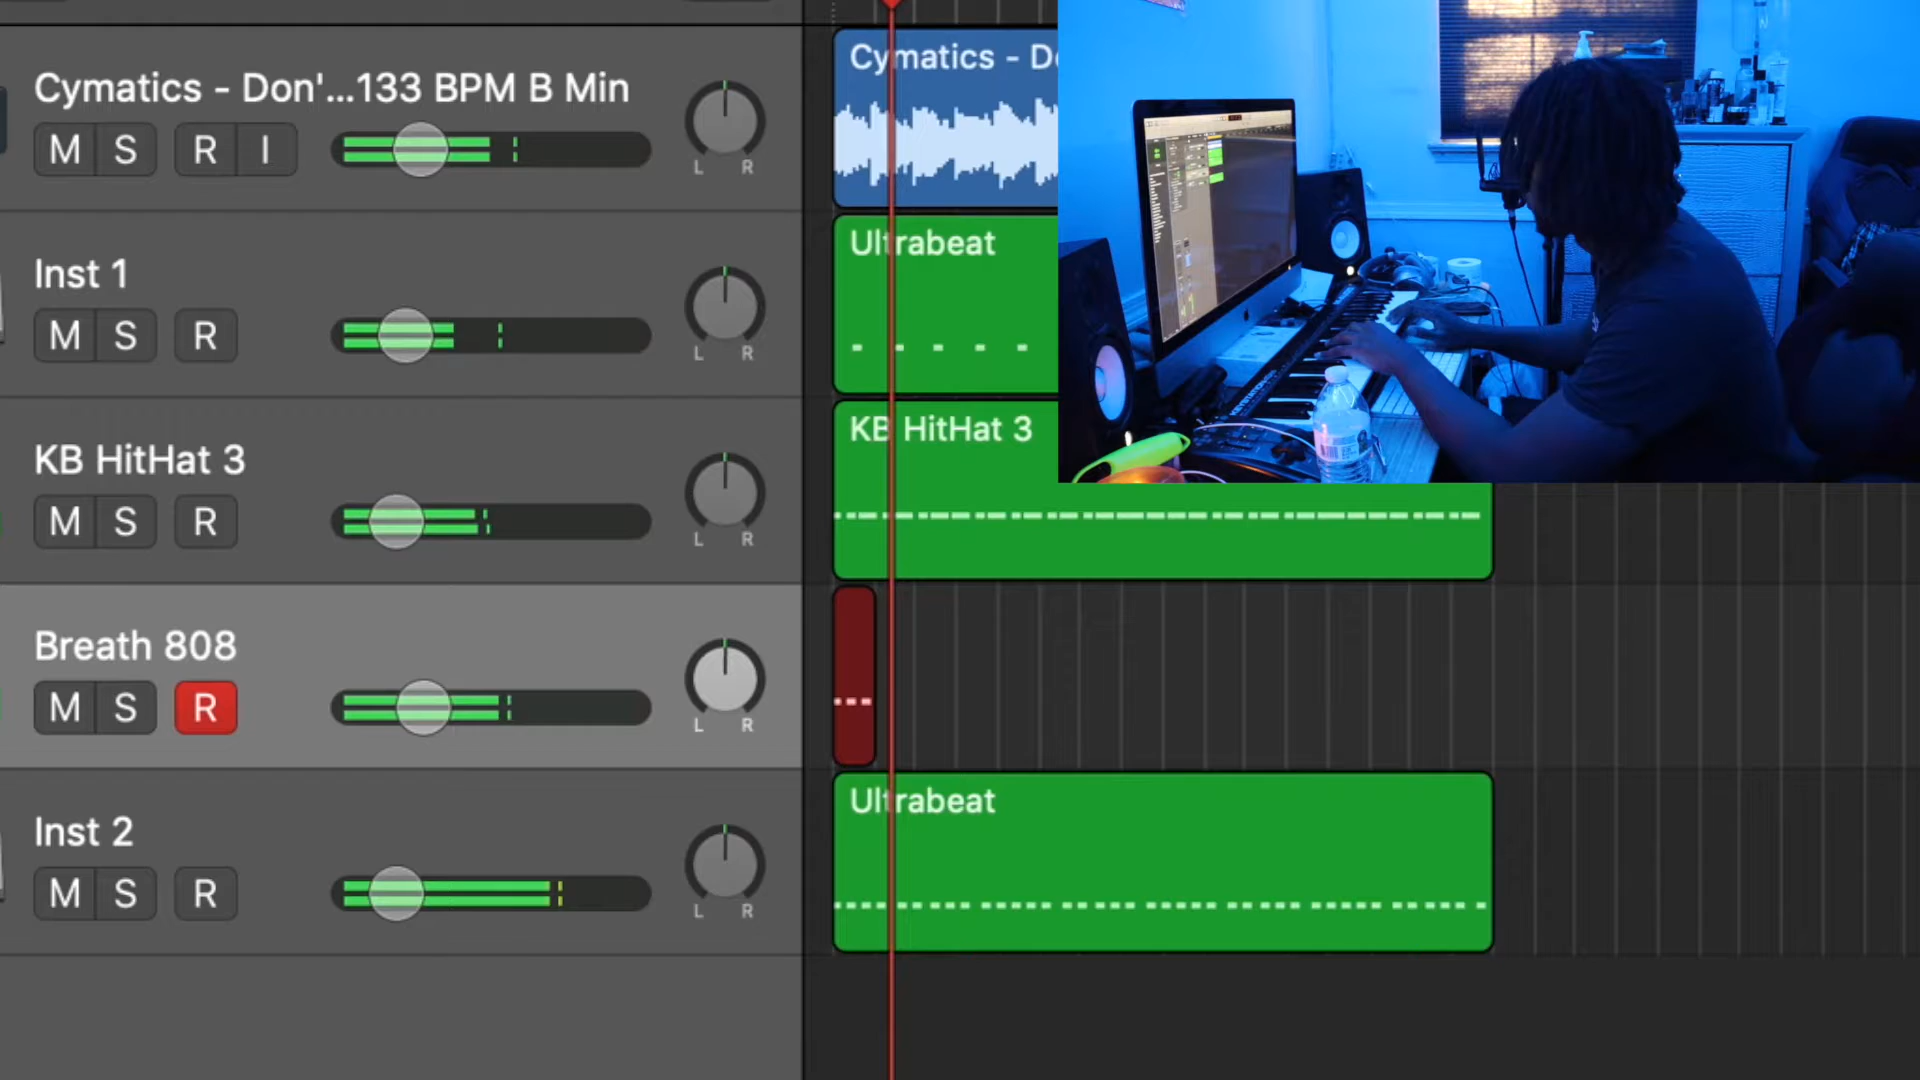 Cymatics - Don'...133 BPM B Min
M S R I
L R
Cymatics - Do
Inst 1
M S R
L R
Ultrabeat
KB HitHat 3
M S R
L R
KB HitHat 3
Breath 808
M S R
L R
Inst 2
M S R
L R
Ultrabeat